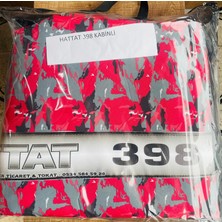 HATTAT 398 KABİNLİ
TAT 398
TİCARET.A. TOKAT